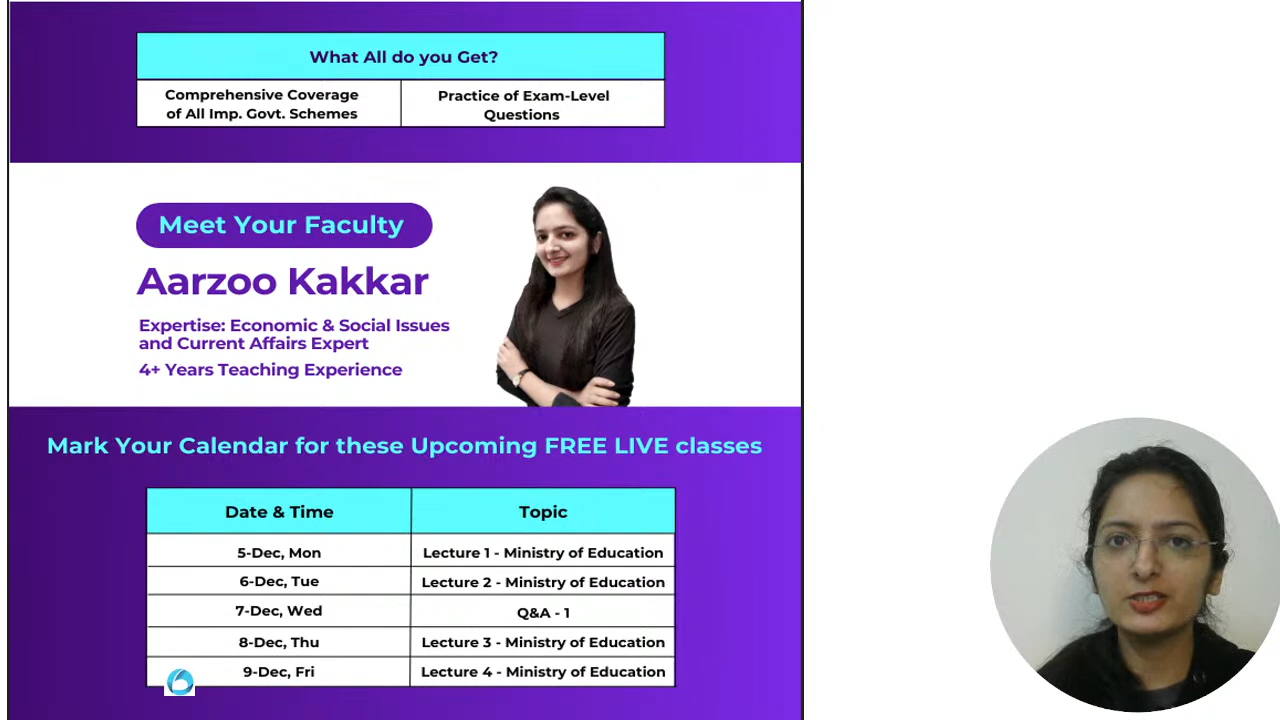 What All do you Get?
Comprehensive Coverage
of All Imp. Govt. Schemes
Practice of Exam-Level
Questions
Meet Your Faculty
Aarzoo Kakkar
Expertise: Economic & Social Issues
and Current Affairs Expert
4+ Years Teaching Experience
Mark Your Calendar for these Upcoming FREE LIVE classes
Date & Time Topic
5-Dec, Mon Lecture 1 - Ministry of Education
6-Dec, Tue Lecture 2 - Ministry of Education
7-Dec, Wed Q&A - 1
8-Dec, Thu Lecture 3 - Ministry of Education
9-Dec, Fri Lecture 4 - Ministry of Education